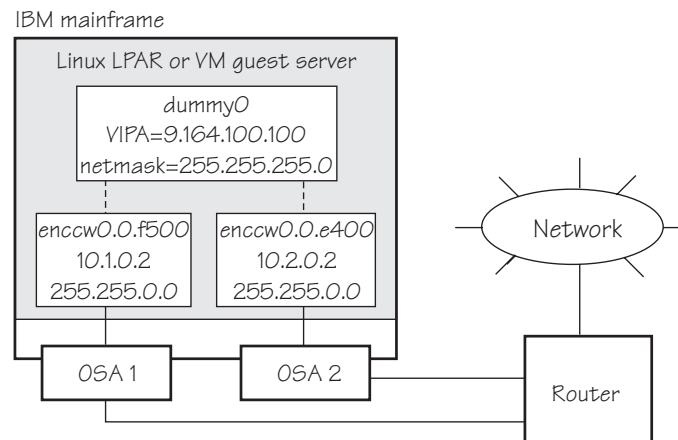 IBM mainframe
Linux LPAR or VM guest server
dummy0
VIPA=9.164.100.100
netmask=255.255.255.0
enccw0.0.f500
10.1.0.2
255.255.0.0
enccw0.0.e400
10.2.0.2
255.255.0.0
Network
OSA 1
OSA 2
Router